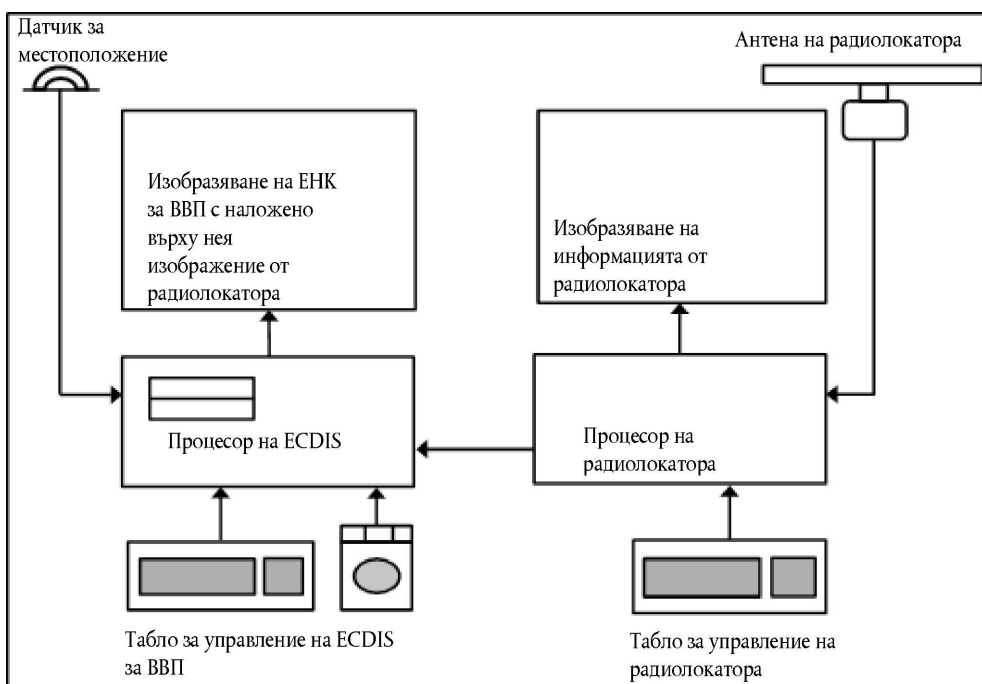 Датчик за
местоположение
Антена на радиолокатора
Изобразяване на ЕНК
за ВВП с наложено
върху нея
изображение от
радиолокатора
Изобразяване на
информацията от
радиолокатора
Процесор на ECDIS
Процесор на
радиолокатора
Табло за управление на ECDIS
за ВВП
Табло за управление на
радиолокатора